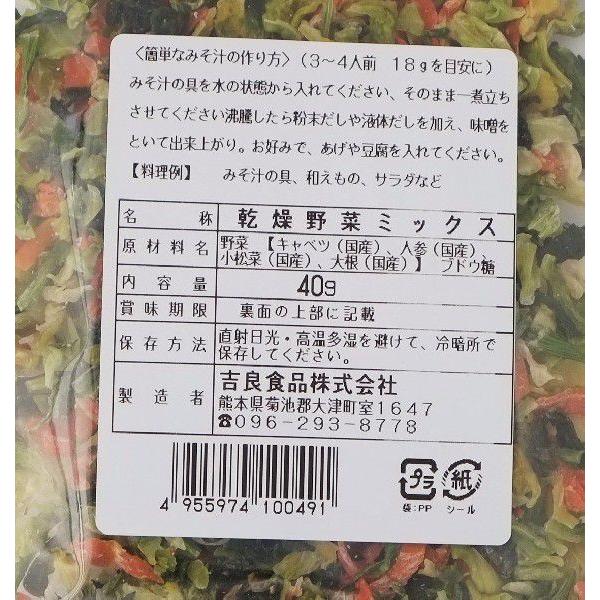 〈簡単なみそ汁の作り方〉(3～4人前 18gを目安に)
みそ汁の具を水の状態から入れてください、そのまま一煮立ち
させてください沸騰したら粉末だしや液体だしを加え、味噌を
といて出来上がり。お好みで、あげや豆腐を入れてください。
【料理例】 みそ汁の具、和えもの、サラダなど
名称 乾燥野菜ミックス
原材料名 野菜 【キャベツ(国産)、人参(国産)、
小松菜(国産)、大根(国産)】 ブドウ糖
内容量 40g
賞味期限 裏面の上部に記載
保存方法 直射日光・高温多湿を避けて、冷暗所で
保存してください。
製造者 吉良食品株式会社
熊本県菊池郡大津町室1647
☎096-293-8778
4 955974 100491
プラ 紙
袋:PP シール